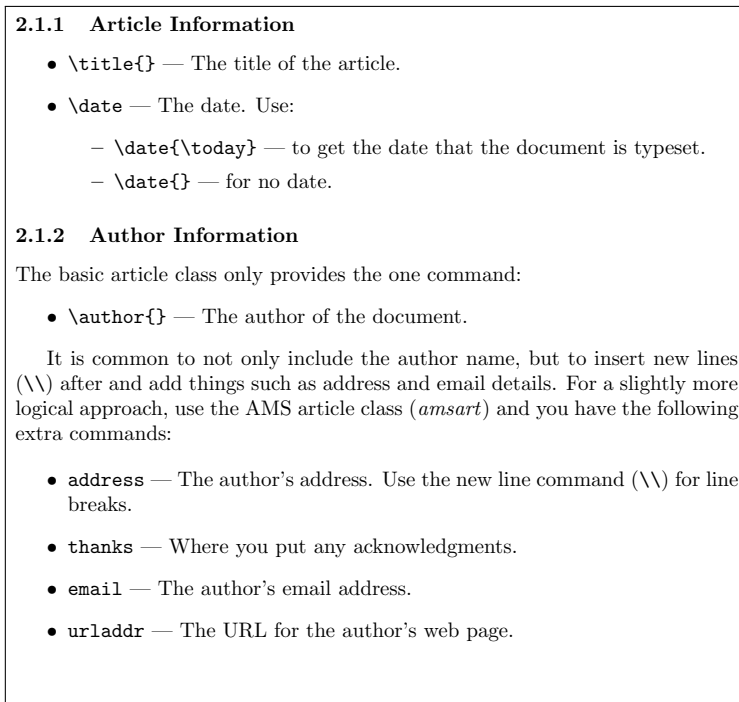 2.1.1 Article Information
• \title{} — The title of the article.
• \date — The date. Use:
– \date{\today} — to get the date that the document is typeset.
– \date{} — for no date.
2.1.2 Author Information
The basic article class only provides the one command:
• \author{} — The author of the document.
It is common to not only include the author name, but to insert new lines
(\\) after and add things such as address and email details. For a slightly more
logical approach, use the AMS article class (amsart) and you have the following
extra commands:
• address — The author's address. Use the new line command (\\) for line
breaks.
• thanks — Where you put any acknowledgments.
• email — The author's email address.
• urladdr — The URL for the author's web page.